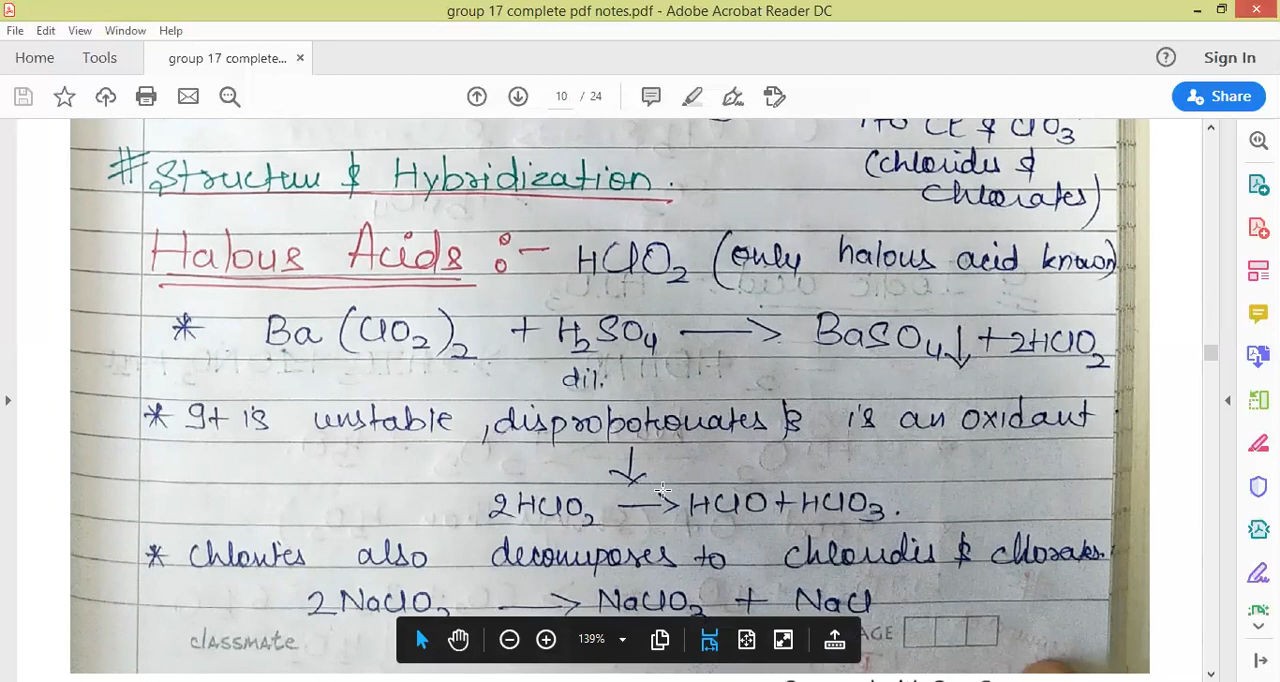 group 17 complete pdf notes.pdf - Adobe Acrobat Reader DC
File Edit View Window Help
Home Tools group 17 complete... × Sign In
10 / 24 Share
(chlorides &
# Structure & Hybridization. Chlorates)
Halous Acids :- HClO2 (only halous acid known)
* Ba(ClO2)2 + H2SO4 → BaSO4↓ + 2HClO2
dil.
* It is unstable, disprobotionates & is an oxidant
↓
2HClO2 → HClO + HClO3.
* Chlorites also decomposes to chlorides & chlorates.
2NaClO2 → NaClO3 + NaCl
139%
classmate